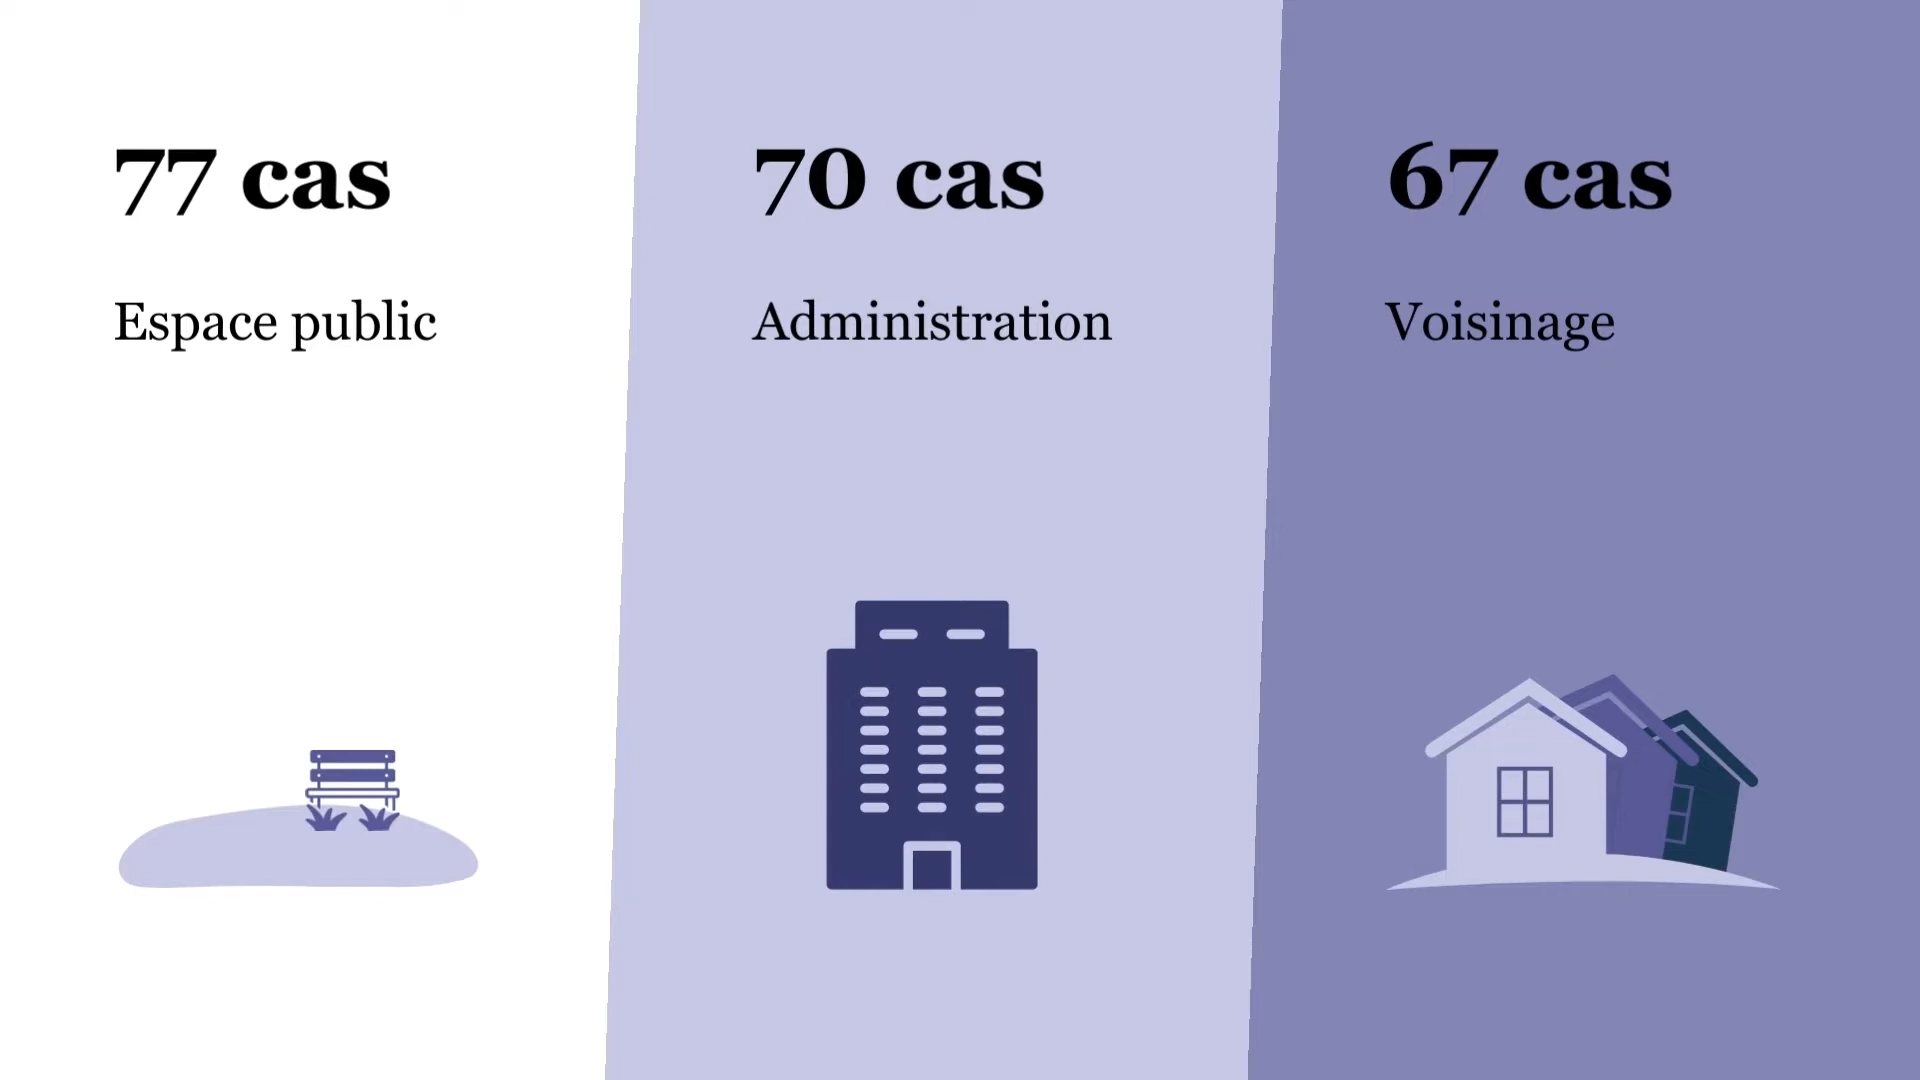 77 cas
Espace public
70 cas
Administration
67 cas
Voisinage